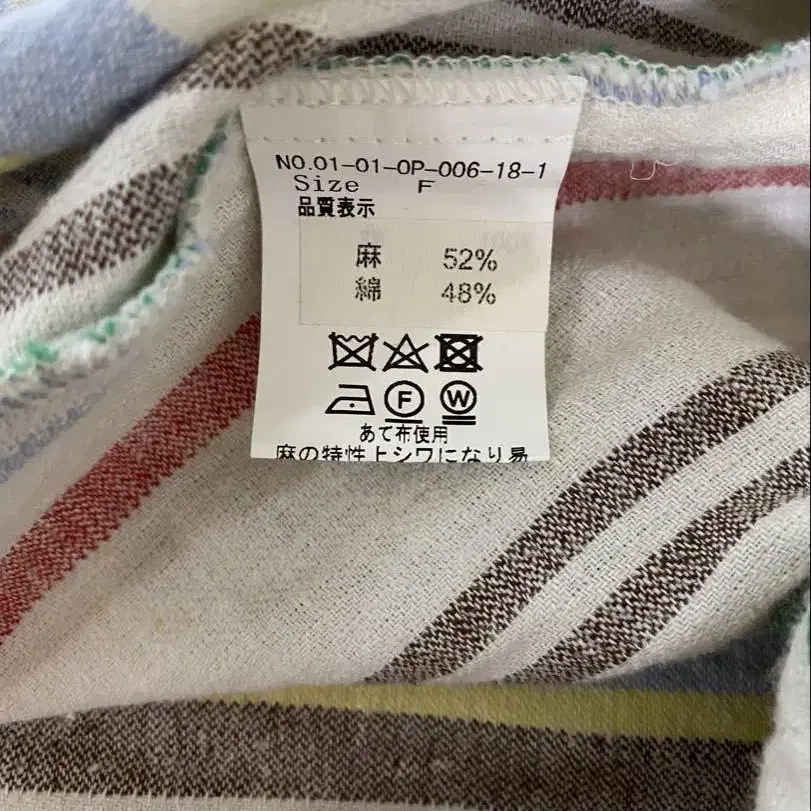 NO.01-01-OP-006-18-1
Size F
品質表示
麻 52%
綿 48%
F W
あて布使用
麻の特性上シワになり易